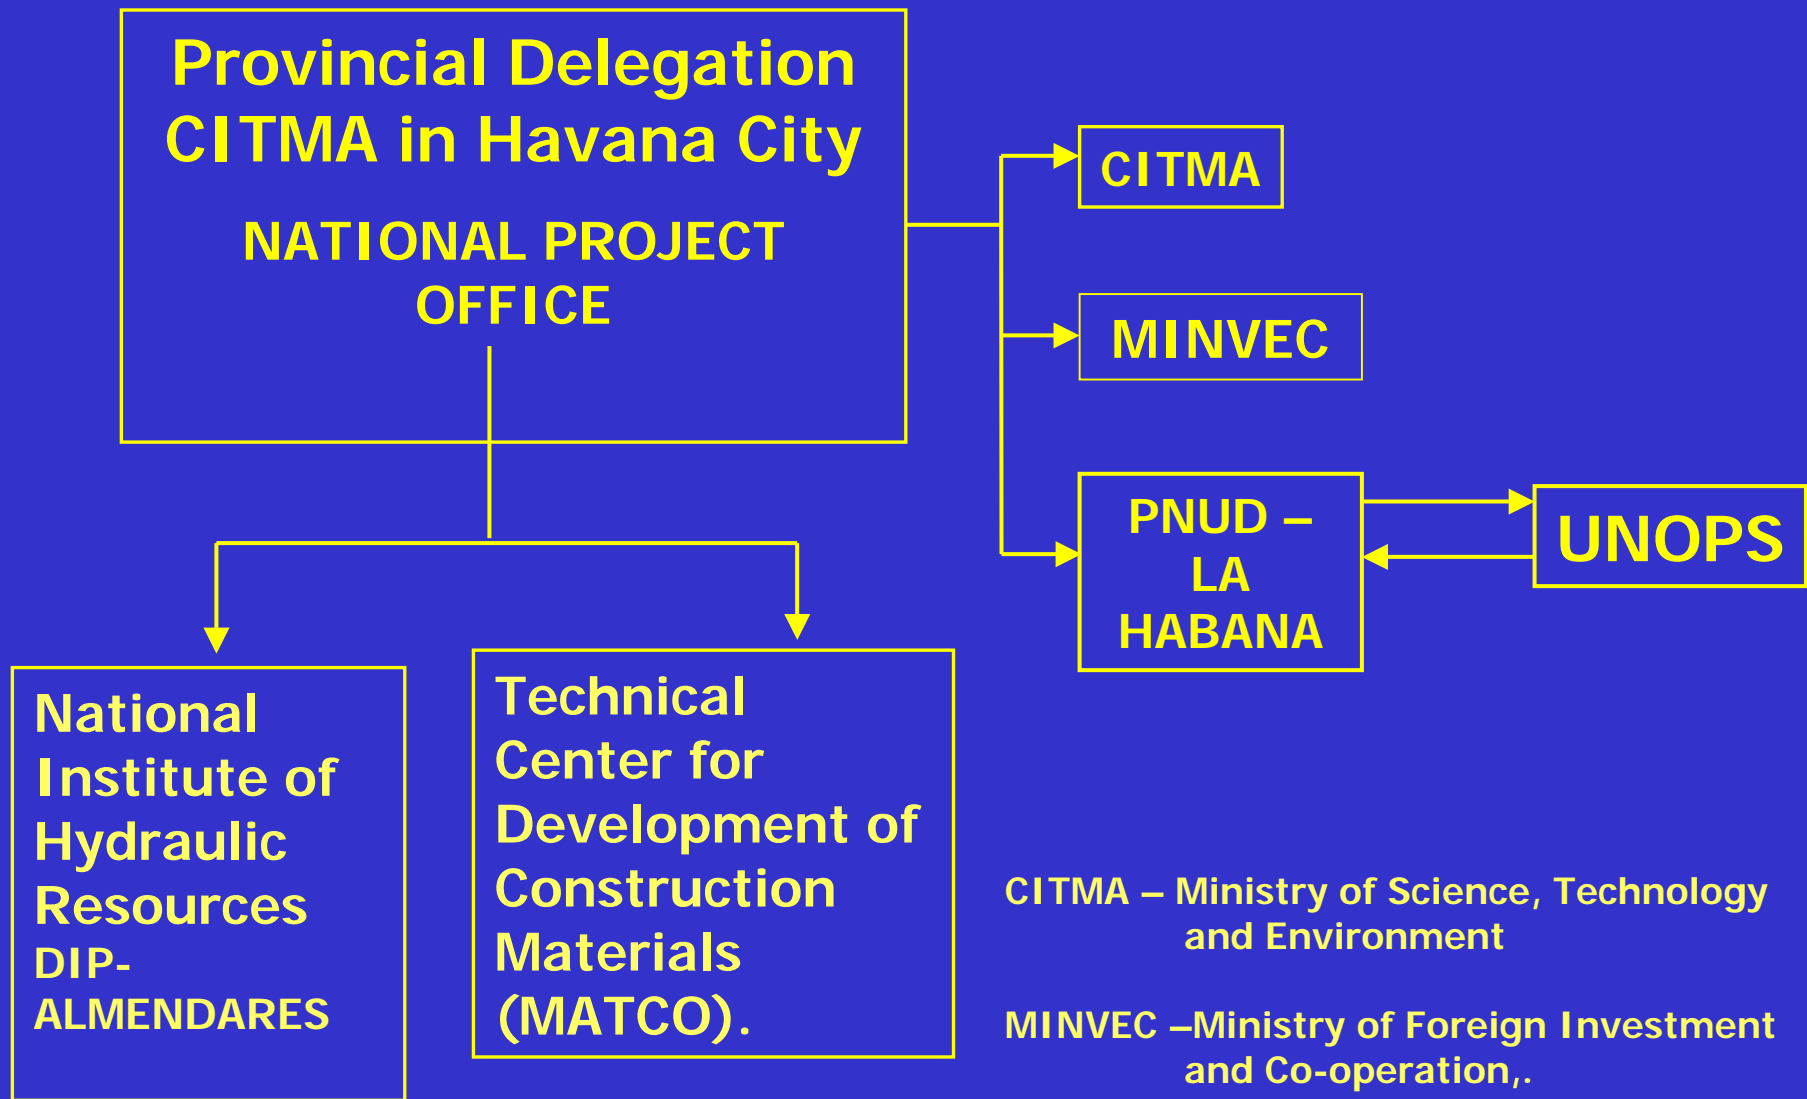 Provincial Delegation
CITMA in Havana City
NATIONAL PROJECT
OFFICE
CITMA
MINVEC
PNUD –
LA
HABANA
UNOPS
National
Institute of
Hydraulic
Resources
DIP-
ALMENDARES
Technical
Center for
Development of
Construction
Materials
(MATCO).
CITMA – Ministry of Science, Technology
and Environment
MINVEC –Ministry of Foreign Investment
and Co-operation,.